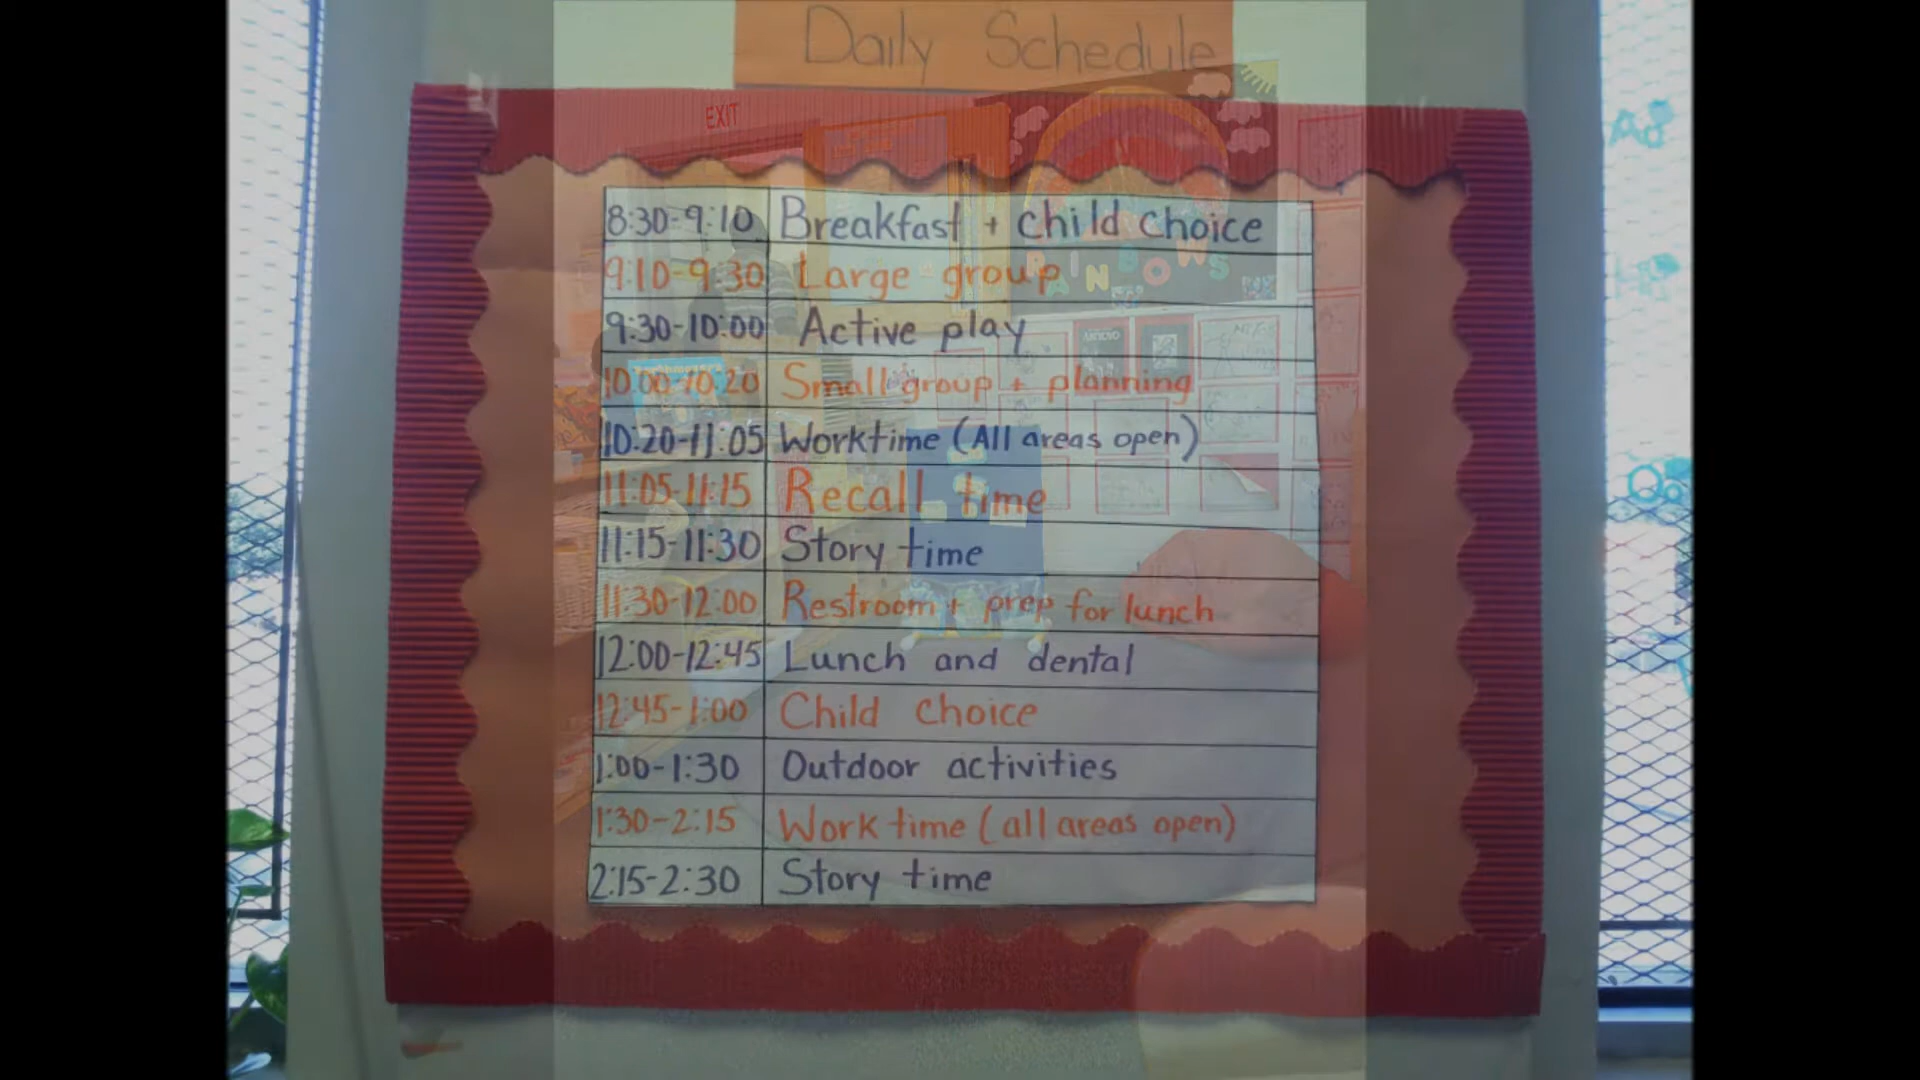 Daily Schedule
EXIT
8:30-9:10 Breakfast + child choice
9:10-9:30 Large group
RAINBOWS
9:30-10:00 Active play
10:00-10:20 Small group + planning
10:20-11:05 Worktime (All areas open)
11:05-11:15 Recall time
11:15-11:30 Story time
11:30-12:00 Restroom + prep for lunch
12:00-12:45 Lunch and dental
12:45-1:00 Child choice
1:00-1:30 Outdoor activities
1:30-2:15 Work time (all areas open)
2:15-2:30 Story time